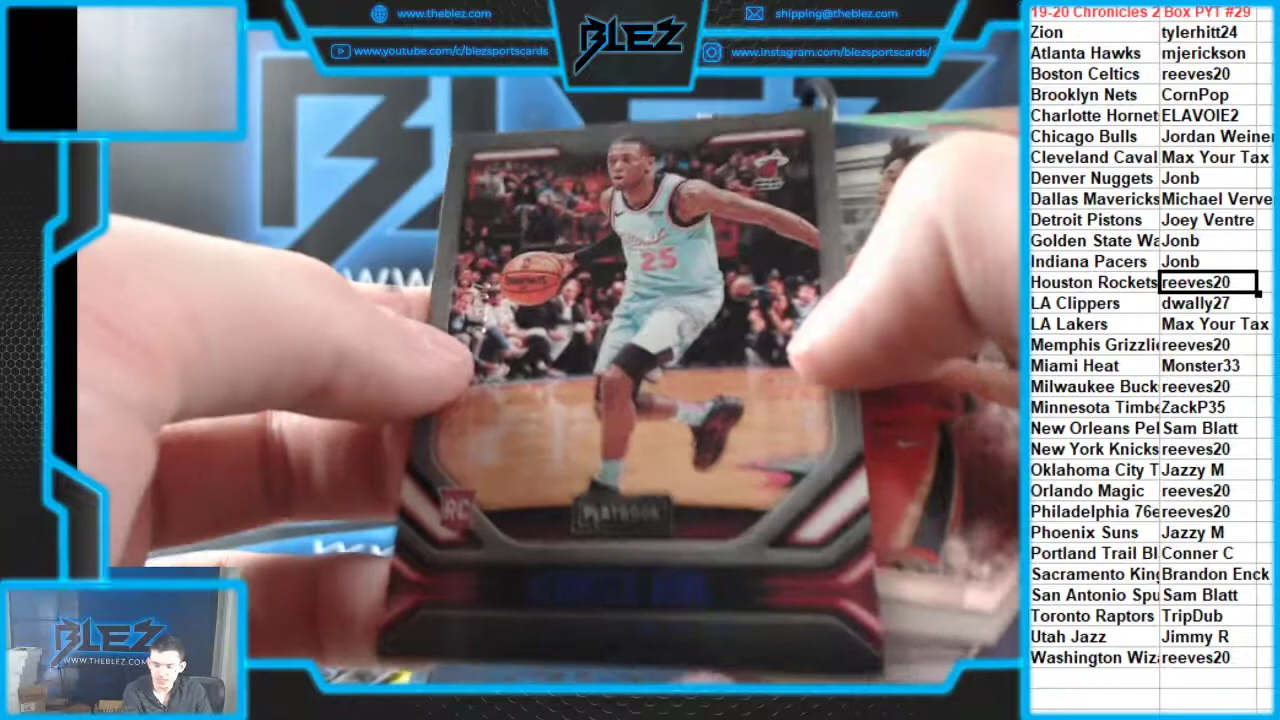 www.theblez.com
shipping@theblez.com
BLEZ
www.youtube.com/c/blezsportscards
www.instagram.com/blezsportscards/
25
RC
PLAYBOOK
BLEZ
WWW.THEBLEZ.COM
19-20 Chronicles 2 Box PYT #29
Zion tylerhitt24
Atlanta Hawks mjerickson
Boston Celtics reeves20
Brooklyn Nets CornPop
Charlotte Hornet ELAVOIE2
Chicago Bulls Jordan Weiner
Cleveland Caval Max Your Tax
Denver Nuggets Jonb
Dallas Mavericks Michael Verve
Detroit Pistons Joey Ventre
Golden State Wa Jonb
Indiana Pacers Jonb
Houston Rockets reeves20
LA Clippers dwally27
LA Lakers Max Your Tax
Memphis Grizzlie reeves20
Miami Heat Monster33
Milwaukee Buck reeves20
Minnesota Timbe ZackP35
New Orleans Pel Sam Blatt
New York Knicks reeves20
Oklahoma City T Jazzy M
Orlando Magic reeves20
Philadelphia 76e reeves20
Phoenix Suns Jazzy M
Portland Trail Bl Conner C
Sacramento King Brandon Enck
San Antonio Spu Sam Blatt
Toronto Raptors TripDub
Utah Jazz Jimmy R
Washington Wiza reeves20